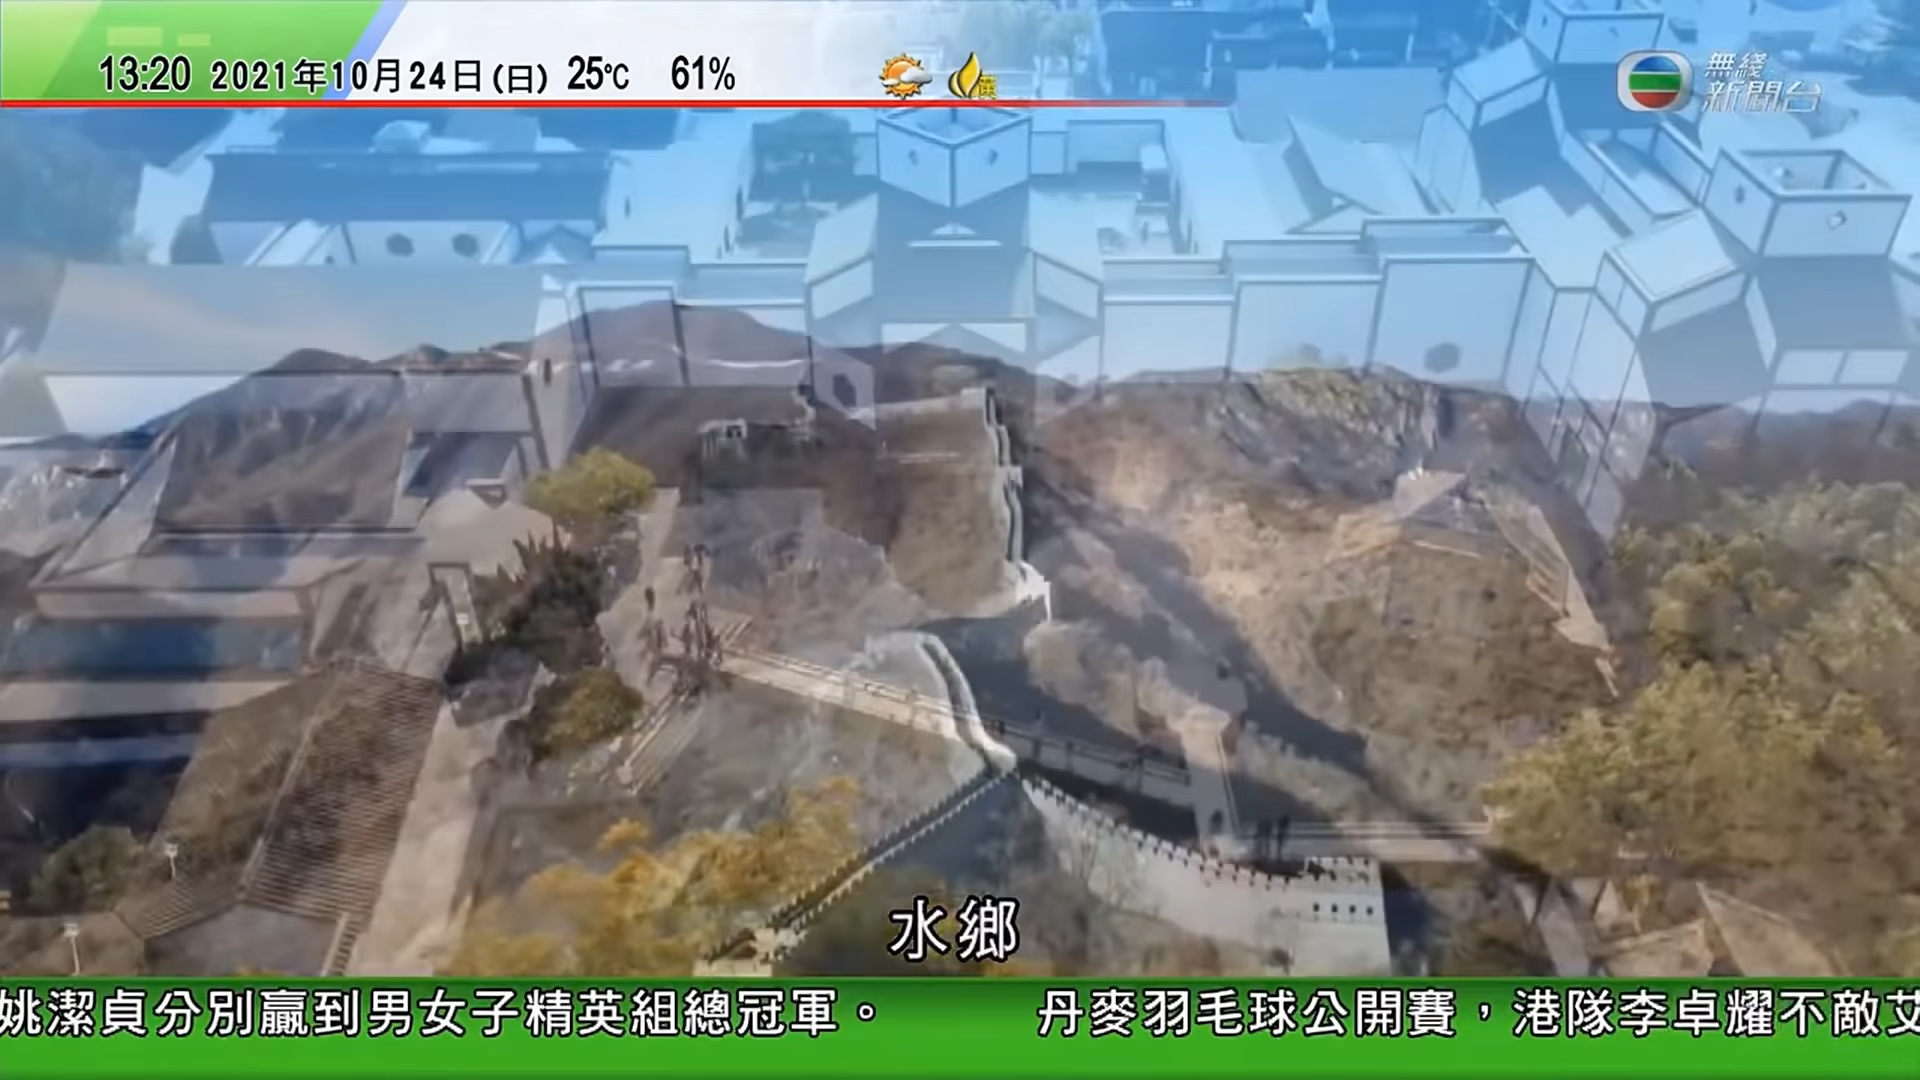 13:20 2021年10月24日(日) 25℃ 61%
黃
無綫
新聞台
水鄉
姚潔貞分別贏到男女子精英組總冠軍。 丹麥羽毛球公開賽，港隊李卓耀不敵艾